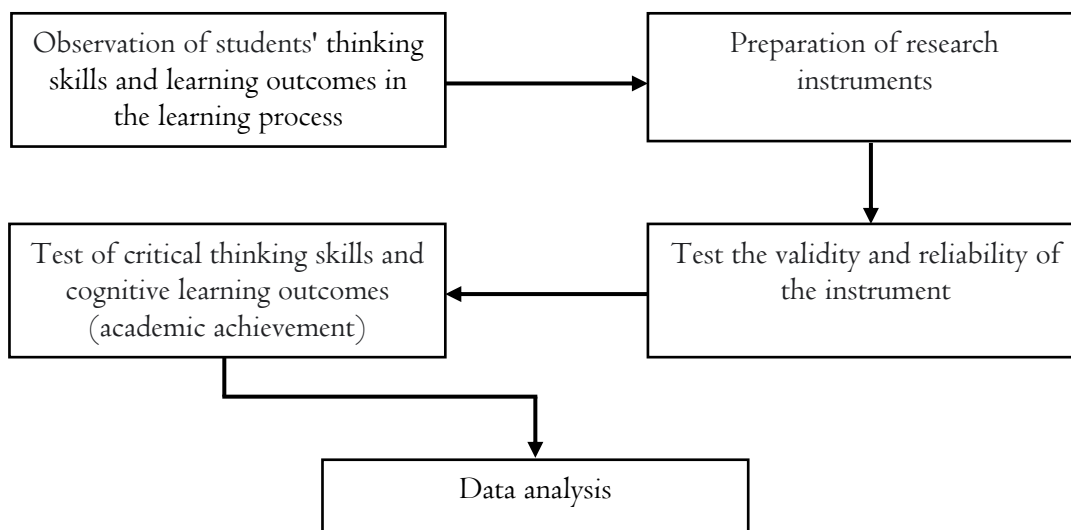 Observation of students' thinking
skills and learning outcomes in
the learning process
Preparation of research
instruments
Test the validity and reliability of
the instrument
Test of critical thinking skills and
cognitive learning outcomes
(academic achievement)
Data analysis